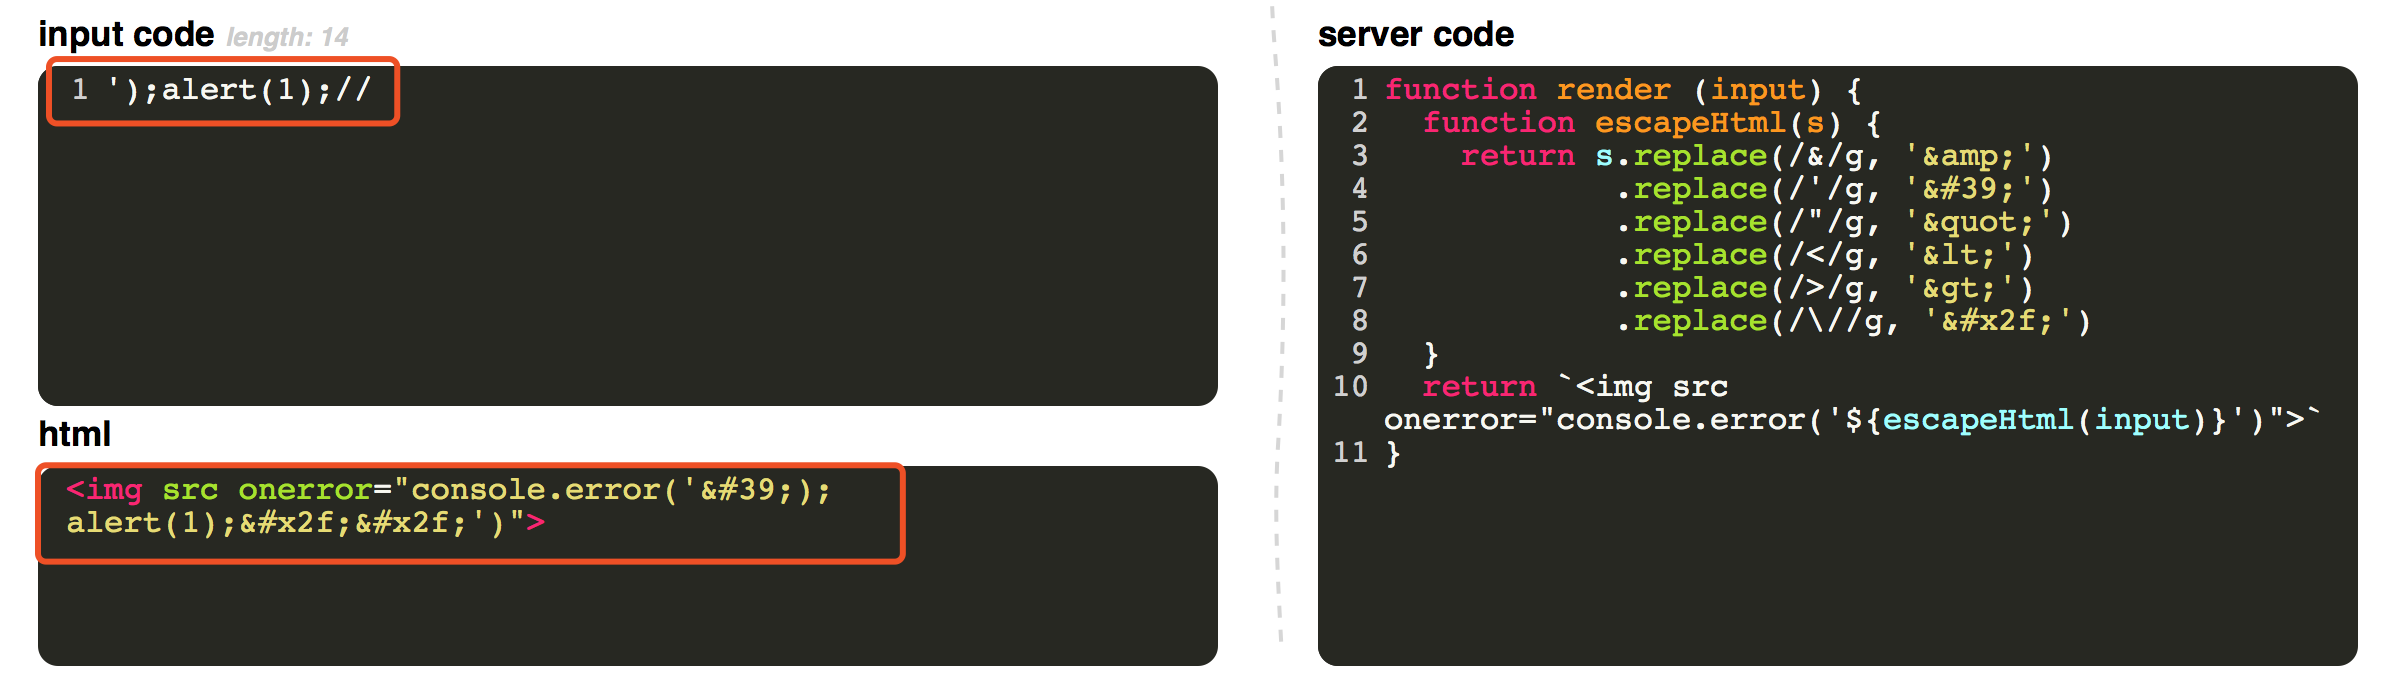 input code length: 14
1 ');alert(1);//
html
<img src onerror="console.error('&#39;);
alert(1);&#x2f;&#x2f;')">
server code
1 function render (input) {
2   function escapeHtml(s) {
3     return s.replace(/&/g, '&amp;')
4             .replace(/'/g, '&#39;')
5             .replace(/"/g, '&quot;')
6             .replace(/</g, '&lt;')
7             .replace(/>/g, '&gt;')
8             .replace(/\//g, '&#x2f;')
9   }
10   return `<img src
onerror="console.error('${escapeHtml(input)}')">`
11 }